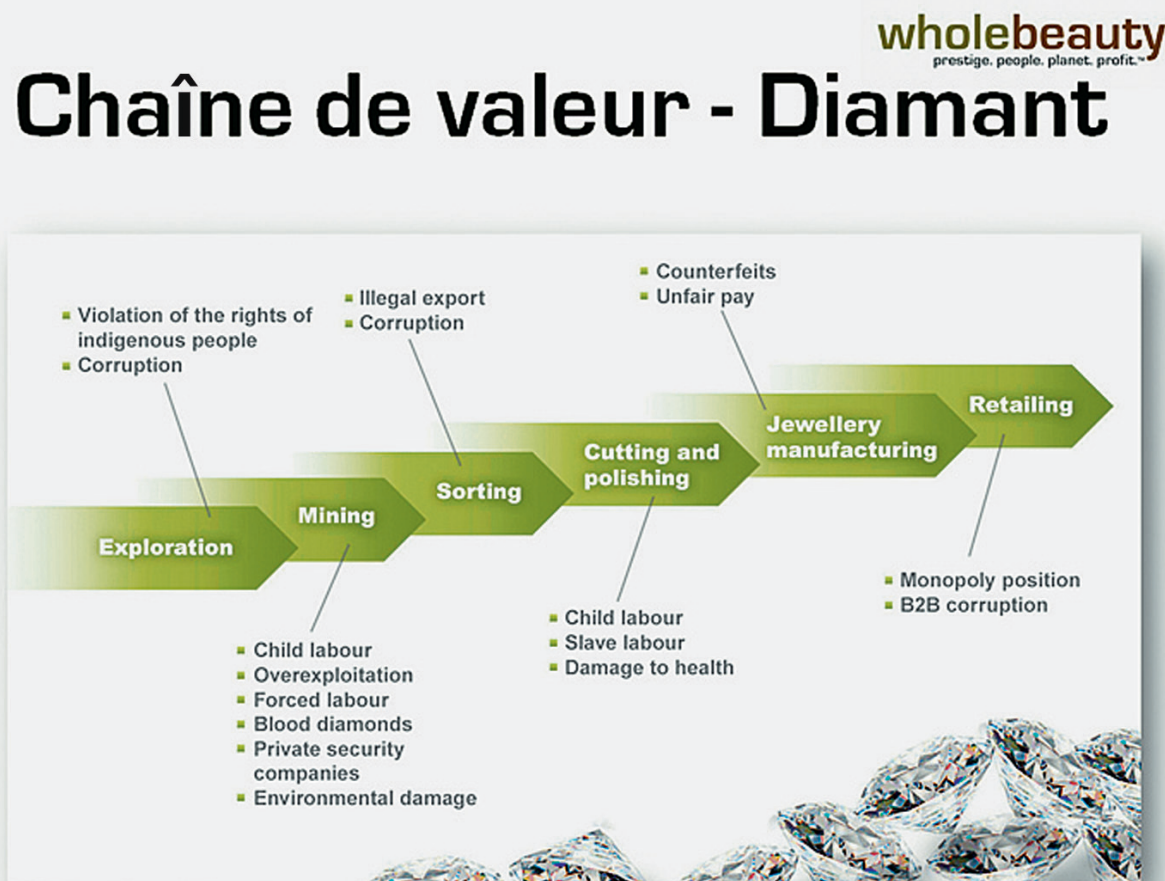 wholebeauty
prestige. people. planet. profit.™
Chaîne de valeur - Diamant
▪ Violation of the rights of
indigenous people
▪ Corruption
▪ Illegal export
▪ Corruption
▪ Counterfeits
▪ Unfair pay
Exploration
Mining
Sorting
Cutting and
polishing
Jewellery
manufacturing
Retailing
▪ Child labour
▪ Overexploitation
▪ Forced labour
▪ Blood diamonds
▪ Private security
companies
▪ Environmental damage
▪ Child labour
▪ Slave labour
▪ Damage to health
▪ Monopoly position
▪ B2B corruption